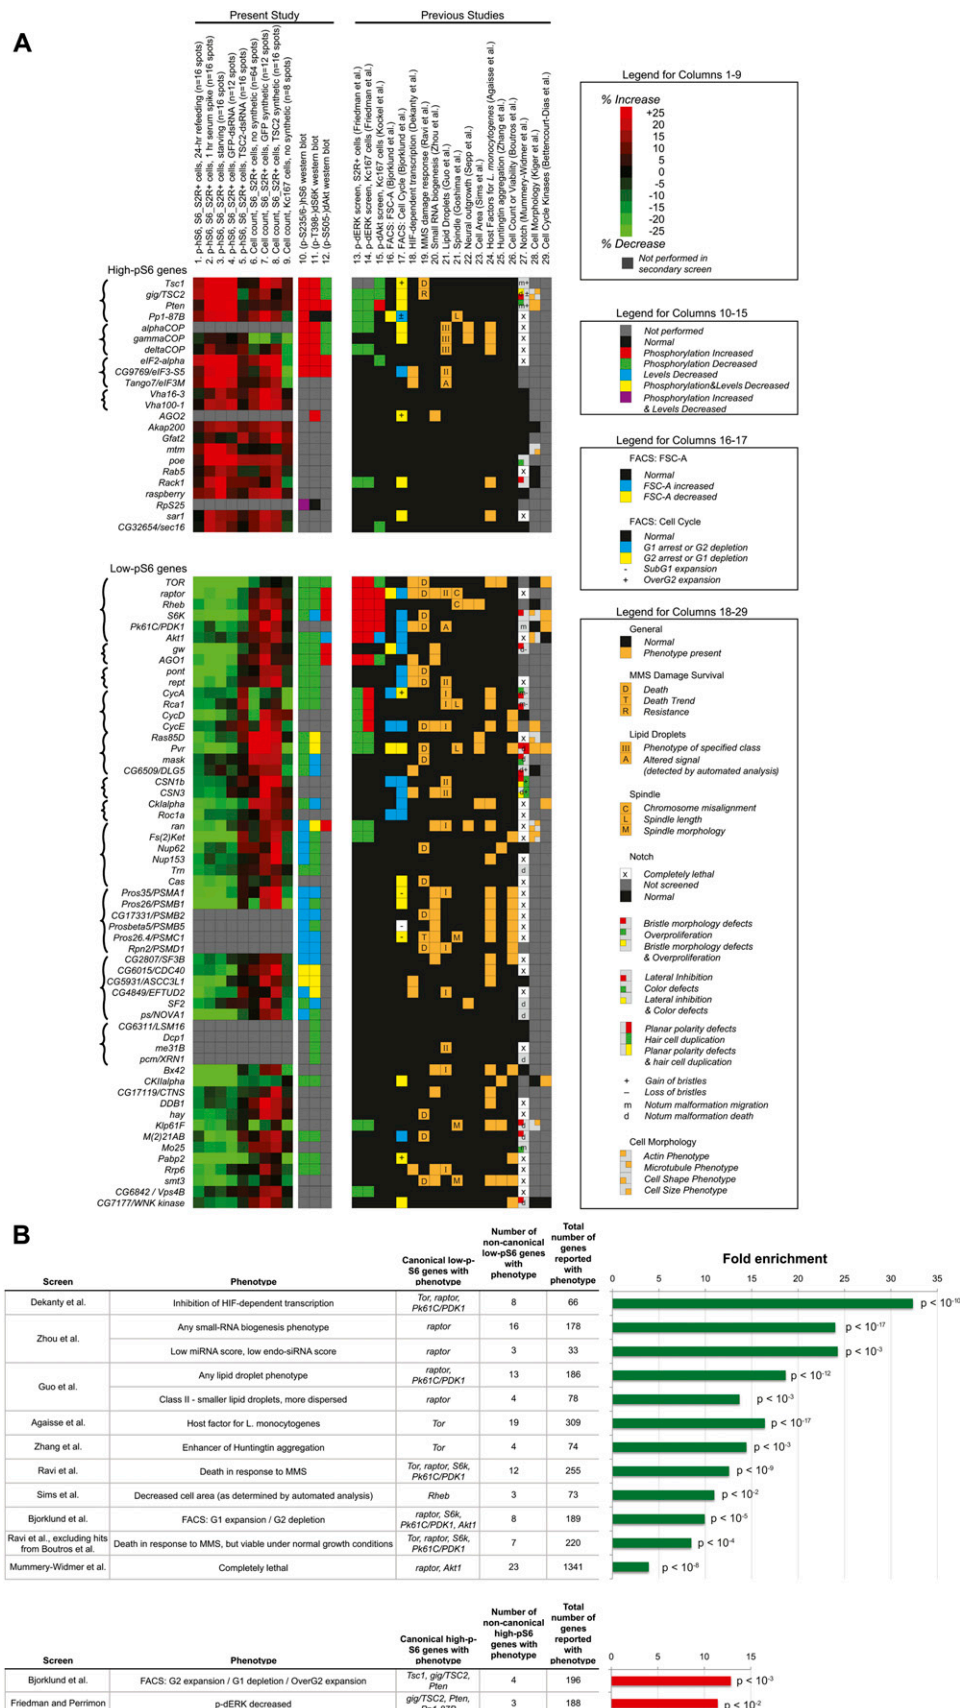 Present Study
Previous Studies
A
1. p-hS6, S6_S2R+ cells, 24-hr refeeding (n=16 spots)
2. p-hS6, S6_S2R+ cells, 1 hr serum spike (n=16 spots)
3. p-hS6, S6_S2R+ cells, starving (n=16 spots)
4. p-hS6, S6_S2R+ cells, GFP-dsRNA (n=12 spots)
5. p-hS6, S6_S2R+ cells, TSC2-dsRNA (n=16 spots)
6. Cell count, S6_S2R+ cells, no synthetic (n=64 spots)
7. Cell count, S6_S2R+ cells, GFP synthetic (n=12 spots)
8. Cell count, S6_S2R+ cells, TSC2 synthetic (n=16 spots)
9. Cell count, Kc167 cells, no synthetic (n=8 spots)
10. (p-S235/6-)hS6 western blot
11. (p-T398-)dS6K western blot
12. (p-S505-)dAkt western blot
13. p-dERK screen, S2R+ cells (Friedman et al.)
14. p-dERK screen, Kc167 cells (Friedman et al.)
15. p-dAkt screen, Kc167 cells (Kockel et al.)
16. FACS: FSC-A (Bjorklund et al.)
17. FACS: Cell Cycle (Bjorklund et al.)
18. HIF-dependent transcription (Dekanty et al.)
19. MMS damage response (Ravi et al.)
20. Small RNA biogenesis (Zhou et al.)
21. Lipid Droplets (Guo et al.)
21. Spindle (Goshima et al.)
22. Neural outgrowth (Sepp et al.)
23. Cell Area (Sims et al.)
24. Host Factors for L. monocytogenes (Agaisse et al.)
25. Huntingtin aggregation (Zhang et al.)
26. Cell Count or Viability (Boutros et al.)
27. Notch (Mummery-Widmer et al.)
28. Cell Morphology (Kiger et al.)
29. Cell Cycle Kinases (Bettencourt-Dias et al.)
High-pS6 genes
Tsc1
gig/TSC2
Pten
Pp1-87B
alphaCOP
gammaCOP
deltaCOP
eIF2-alpha
CG9769/eIF3-S5
Tango7/eIF3M
Vha16-3
Vha100-1
AGO2
Akap200
Gfat2
mtm
poe
Rab5
Rack1
raspberry
RpS25
sar1
CG32654/sec16
Low-pS6 genes
TOR
raptor
Rheb
S6K
Pk61C/PDK1
Akt1
gw
AGO1
pont
rept
CycA
Rca1
CycD
CycE
Ras85D
Pvr
mask
CG6509/DLG5
CSN1b
CSN3
CkIalpha
Roc1a
ran
Fs(2)Ket
Nup62
Nup153
Trn
Cas
Pros35/PSMA1
Pros26/PSMB1
CG17331/PSMB2
Prosbeta5/PSMB5
Pros26.4/PSMC1
Rpn2/PSMD1
CG2807/SF3B
CG6015/CDC40
CG5931/ASCC3L1
CG4849/EFTUD2
SF2
ps/NOVA1
CG6311/LSM16
Dcp1
me31B
pcm/XRN1
Bx42
CKIIalpha
CG17119/CTNS
DDB1
hay
Klp61F
M(2)21AB
Mo25
Pabp2
Rrp6
smt3
CG6842 / Vps4B
CG7177/WNK kinase
Legend for Columns 1-9
% Increase
+25
20
15
10
5
0
-5
-10
-15
-20
-25
% Decrease
Not performed in
secondary screen
Legend for Columns 10-15
Not performed
Normal
Phosphorylation Increased
Phosphorylation Decreased
Levels Decreased
Phosphorylation&Levels Decreased
Phosphorylation Increased
& Levels Decreased
Legend for Columns 16-17
FACS: FSC-A
Normal
FSC-A increased
FSC-A decreased
FACS: Cell Cycle
Normal
G1 arrest or G2 depletion
G2 arrest or G1 depletion
- SubG1 expansion
+ OverG2 expansion
Legend for Columns 18-29
General
Normal
Phenotype present
MMS Damage Survival
D Death
T Death Trend
R Resistance
Lipid Droplets
III Phenotype of specified class
A Altered signal
(detected by automated analysis)
Spindle
C Chromosome misalignment
L Spindle length
M Spindle morphology
Notch
x Completely lethal
Not screened
Normal
Bristle morphology defects
Overproliferation
Bristle morphology defects
& Overproliferation
Lateral Inhibition
Color defects
Lateral inhibition
& Color defects
Planar polarity defects
Hair cell duplication
Planar polarity defects
& hair cell duplication
+ Gain of bristles
– Loss of bristles
m Notum malformation migration
d Notum malformation death
Cell Morphology
Actin Phenotype
Microtubule Phenotype
Cell Shape Phenotype
Cell Size Phenotype
B
Screen
Phenotype
Canonical low-p-S6 genes with phenotype
Number of non-canonical low-pS6 genes with phenotype
Total number of genes reported with phenotype
Fold enrichment
0 5 10 15 20 25 30 35
Dekanty et al. Inhibition of HIF-dependent transcription Tor, raptor, Pk61C/PDK1 8 66 p < 10-10
Zhou et al. Any small-RNA biogenesis phenotype raptor 16 178 p < 10-17
Low miRNA score, low endo-siRNA score raptor 3 33 p < 10-3
Guo et al. Any lipid droplet phenotype raptor, Pk61C/PDK1 13 186 p < 10-12
Class II - smaller lipid droplets, more dispersed raptor 4 78 p < 10-3
Agaisse et al. Host factor for L. monocytogenes Tor 19 309 p < 10-17
Zhang et al. Enhancer of Huntingtin aggregation Tor 4 74 p < 10-3
Ravi et al. Death in response to MMS Tor, raptor, S6k, Pk61C/PDK1 12 255 p < 10-9
Sims et al. Decreased cell area (as determined by automated analysis) Rheb 3 73 p < 10-2
Bjorklund et al. FACS: G1 expansion / G2 depletion raptor, S6k, Pk61C/PDK1, Akt1 8 189 p < 10-5
Ravi et al., excluding hits from Boutros et al. Death in response to MMS, but viable under normal growth conditions Tor, raptor, S6k, Pk61C/PDK1 7 220 p < 10-4
Mummery-Widmer et al. Completely lethal raptor, Akt1 23 1341 p < 10-8
Screen
Phenotype
Canonical high-p-S6 genes with phenotype
Number of non-canonical high-pS6 genes with phenotype
Total number of genes reported with phenotype
0 5 10 15
Bjorklund et al. FACS: G2 expansion / G1 depletion / OverG2 expansion Tsc1, gig/TSC2, Pten 4 196 p < 10-3
Friedman and Perrimon p-dERK decreased gig/TSC2, Pten, 3 188 p < 10-2